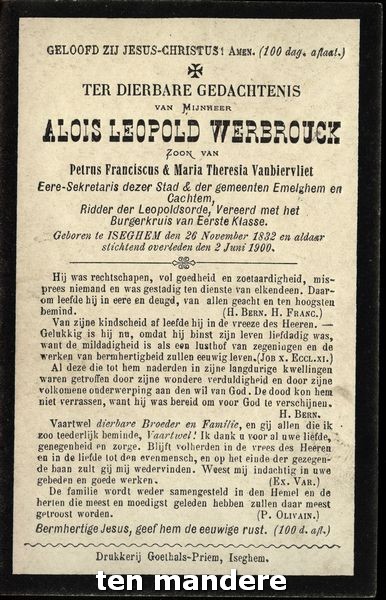 GELOOFD ZIJ JESUS-CHRISTUS! AMEN. (100 dag. aflaat.)
TER DIERBARE GEDACHTENIS
VAN MIJNHEER
ALOIS LEOPOLD WERBROUCK
ZOON VAN
Petrus Franciscus & Maria Theresia Vanbiervliet
Eere-Sekretaris dezer Stad & der gemeenten Emelghem en
Cachtem,
Ridder der Leopoldsorde, Vereerd met het
Burgerkruis van Eerste Klasse.
Geboren te ISEGHEM den 26 November 1832 en aldaar
stichtend overleden den 2 Juni 1900.
Hij was rechtschapen, vol goedheid en zoetaardigheid, mis-
prees niemand en was gestadig ten dienste van elkendeen. Daar-
om leefde hij in eere en deugd, van allen geacht en ten hoogsten
bemind. (H. BERN. H. FRANC.)
Van zijne kindscheid af leefde hij in de vreeze des Heeren. —
Gelukkig is hij nu, omdat hij binst zijn leven liefdadig was,
want de mildadigheid is als een lusthof van zegeningen en de
werken van bermhertigheid zullen eeuwig leven.(JOB X. ECCL.XI.)
Al deze die tot hem naderden in zijne langdurige kwellingen
waren getroffen door zijne wondere verduldigheid en door zijne
volkomene onderwerping aan den wil van God. De dood kon hem
niet verrassen, want hij was bereid om voor God te verschijnen.
H. BERN.
Vaartwel dierbare Broeder en Familie, en gij allen die ik
zoo teederlijk beminde, Vaartwel! Ik dank u voor al uwe liefde,
genegenheid en zorge. Blijft volherden in de vrees des Heeren
en in de liefde tot den evenmensch, en op het einde der gezegen-
de baan zult gij mij wedervinden. Weest mij indachtig in uwe
gebeden en goede werken. (EX. VAR.)
De familie wordt weder samengesteld in den Hemel en de
herten die meest en moedigst geleden hebben zullen daar meest
getroost worden. (P. OLIVAIN.)
Bermhertige Jesus, geef hem de eeuwige rust. (100 d. afl.)
Drukkerij Goethals-Priem, Iseghem.
ten mandere